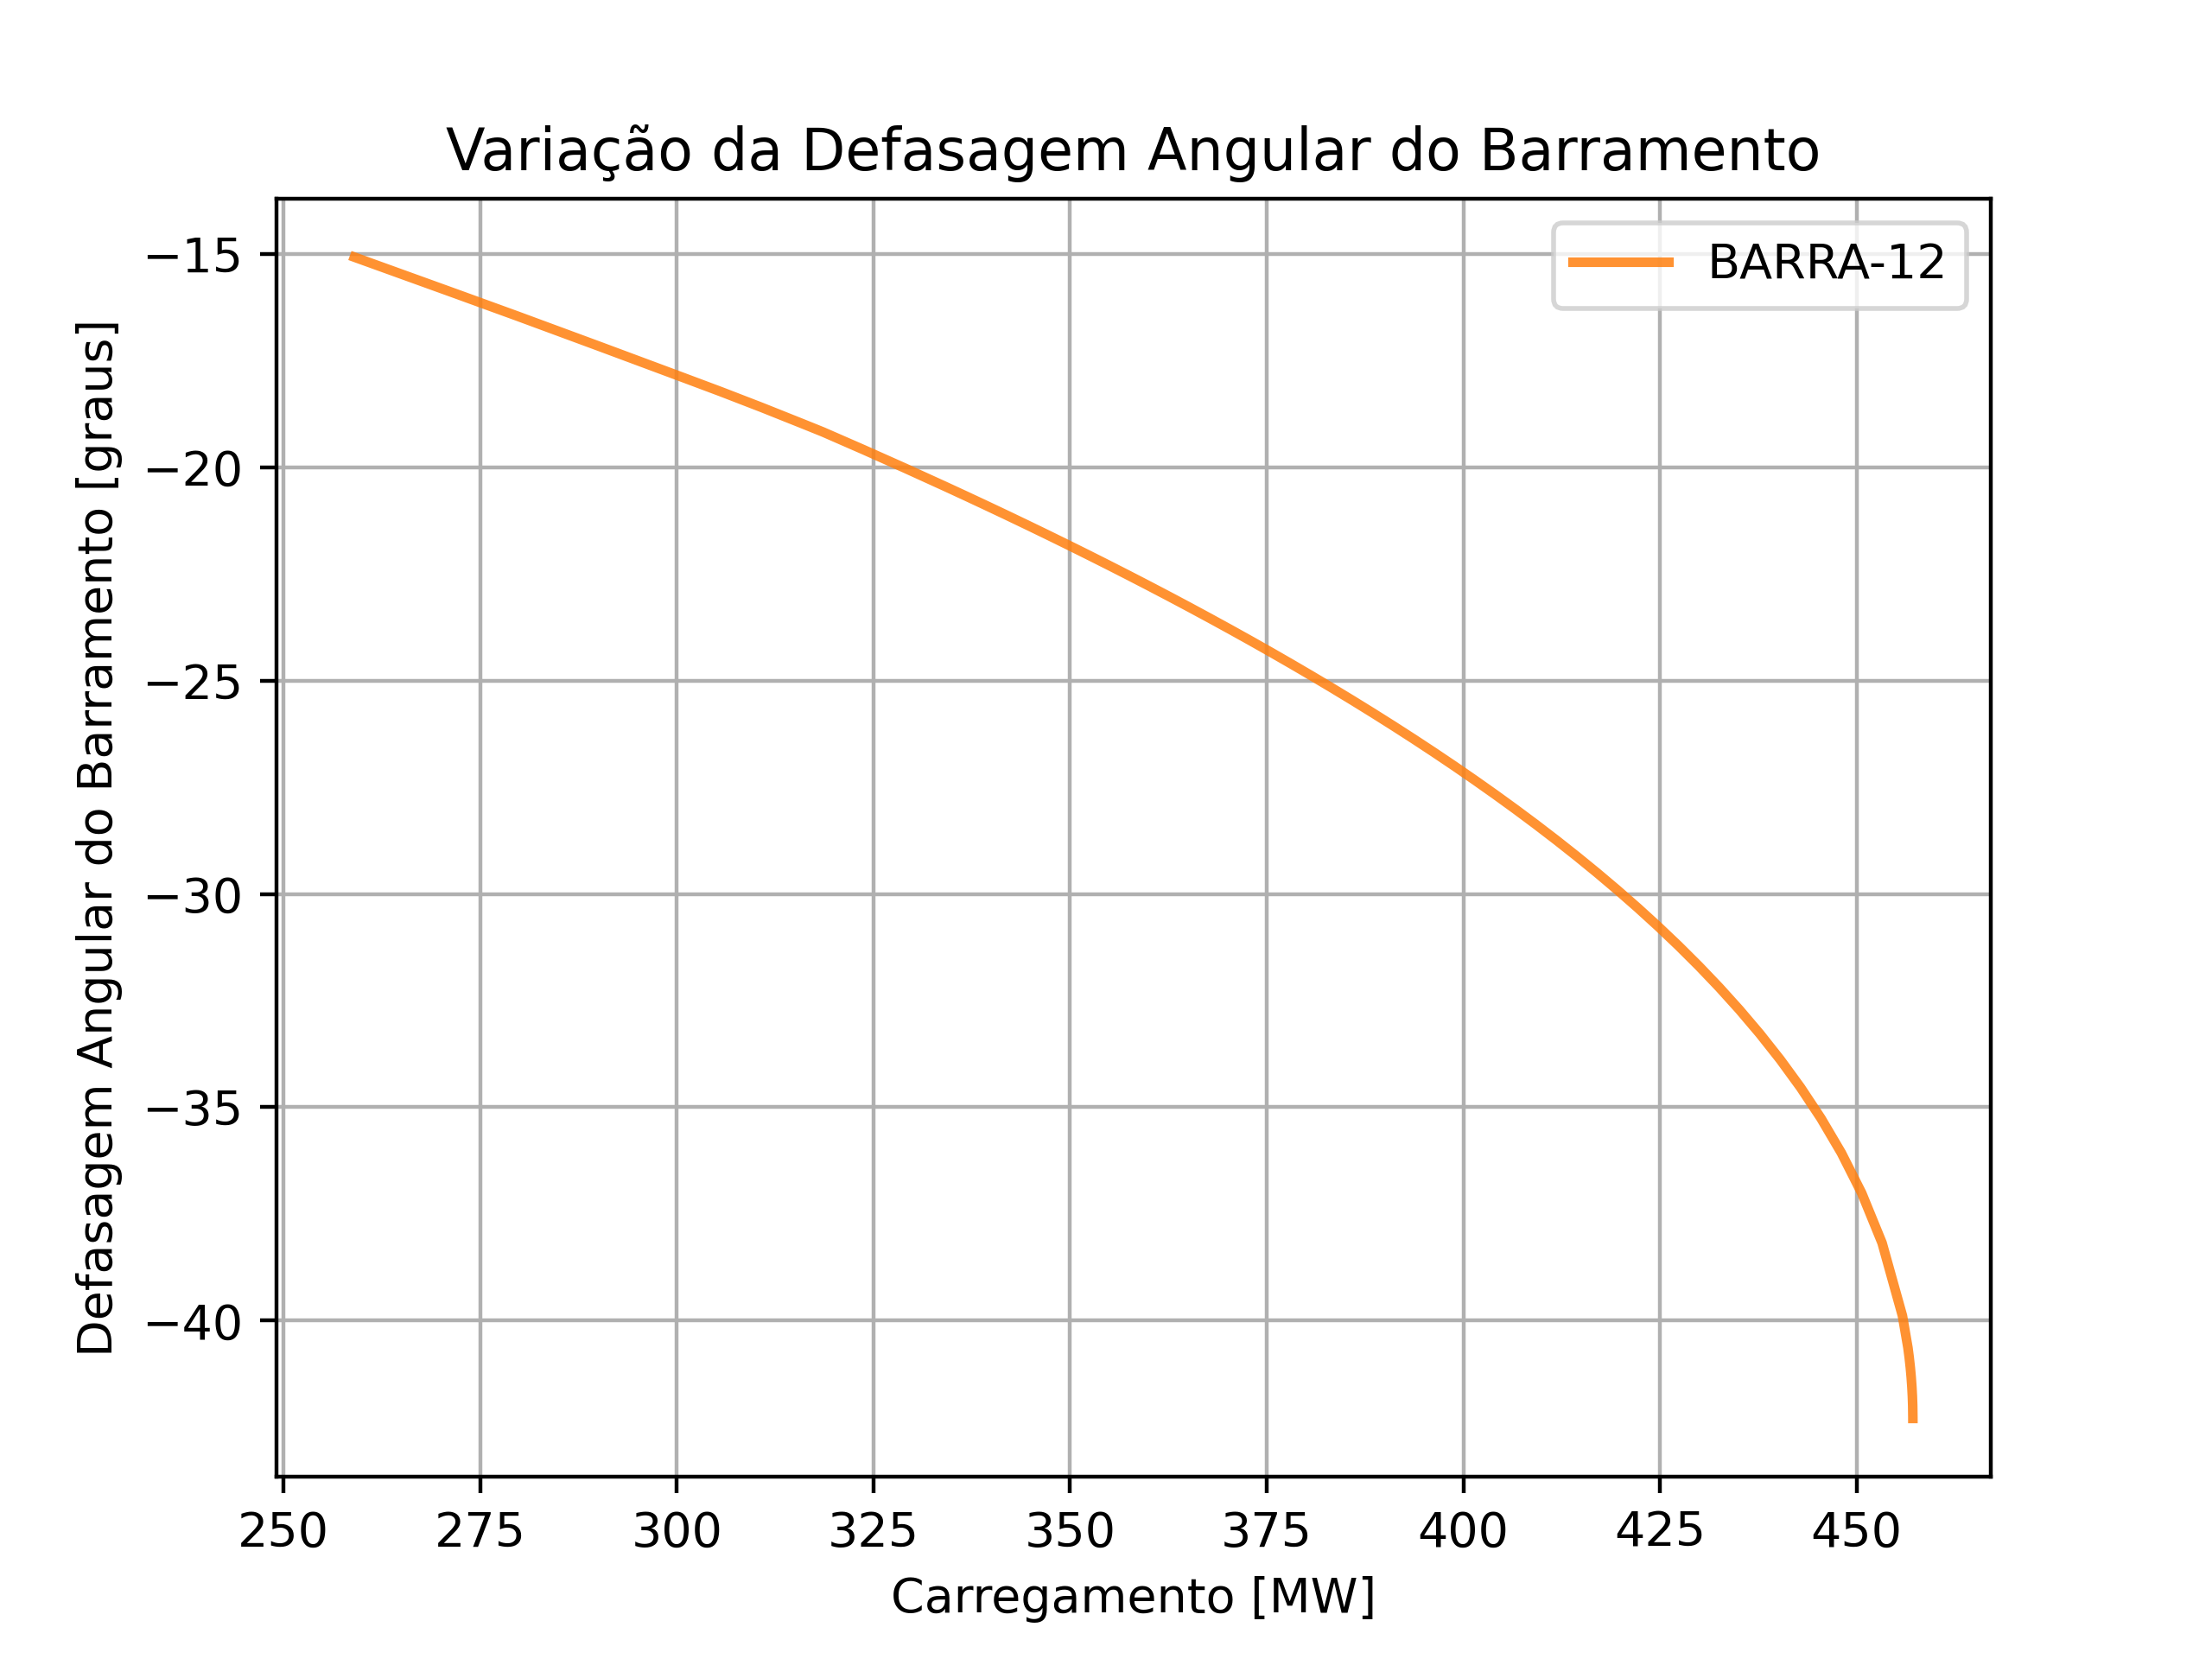 Variação da Defasagem Angular do Barramento
BARRA-12
Defasagem Angular do Barramento [graus]
−15
−20
−25
−30
−35
−40
250 275 300 325 350 375 400 425 450
Carregamento [MW]